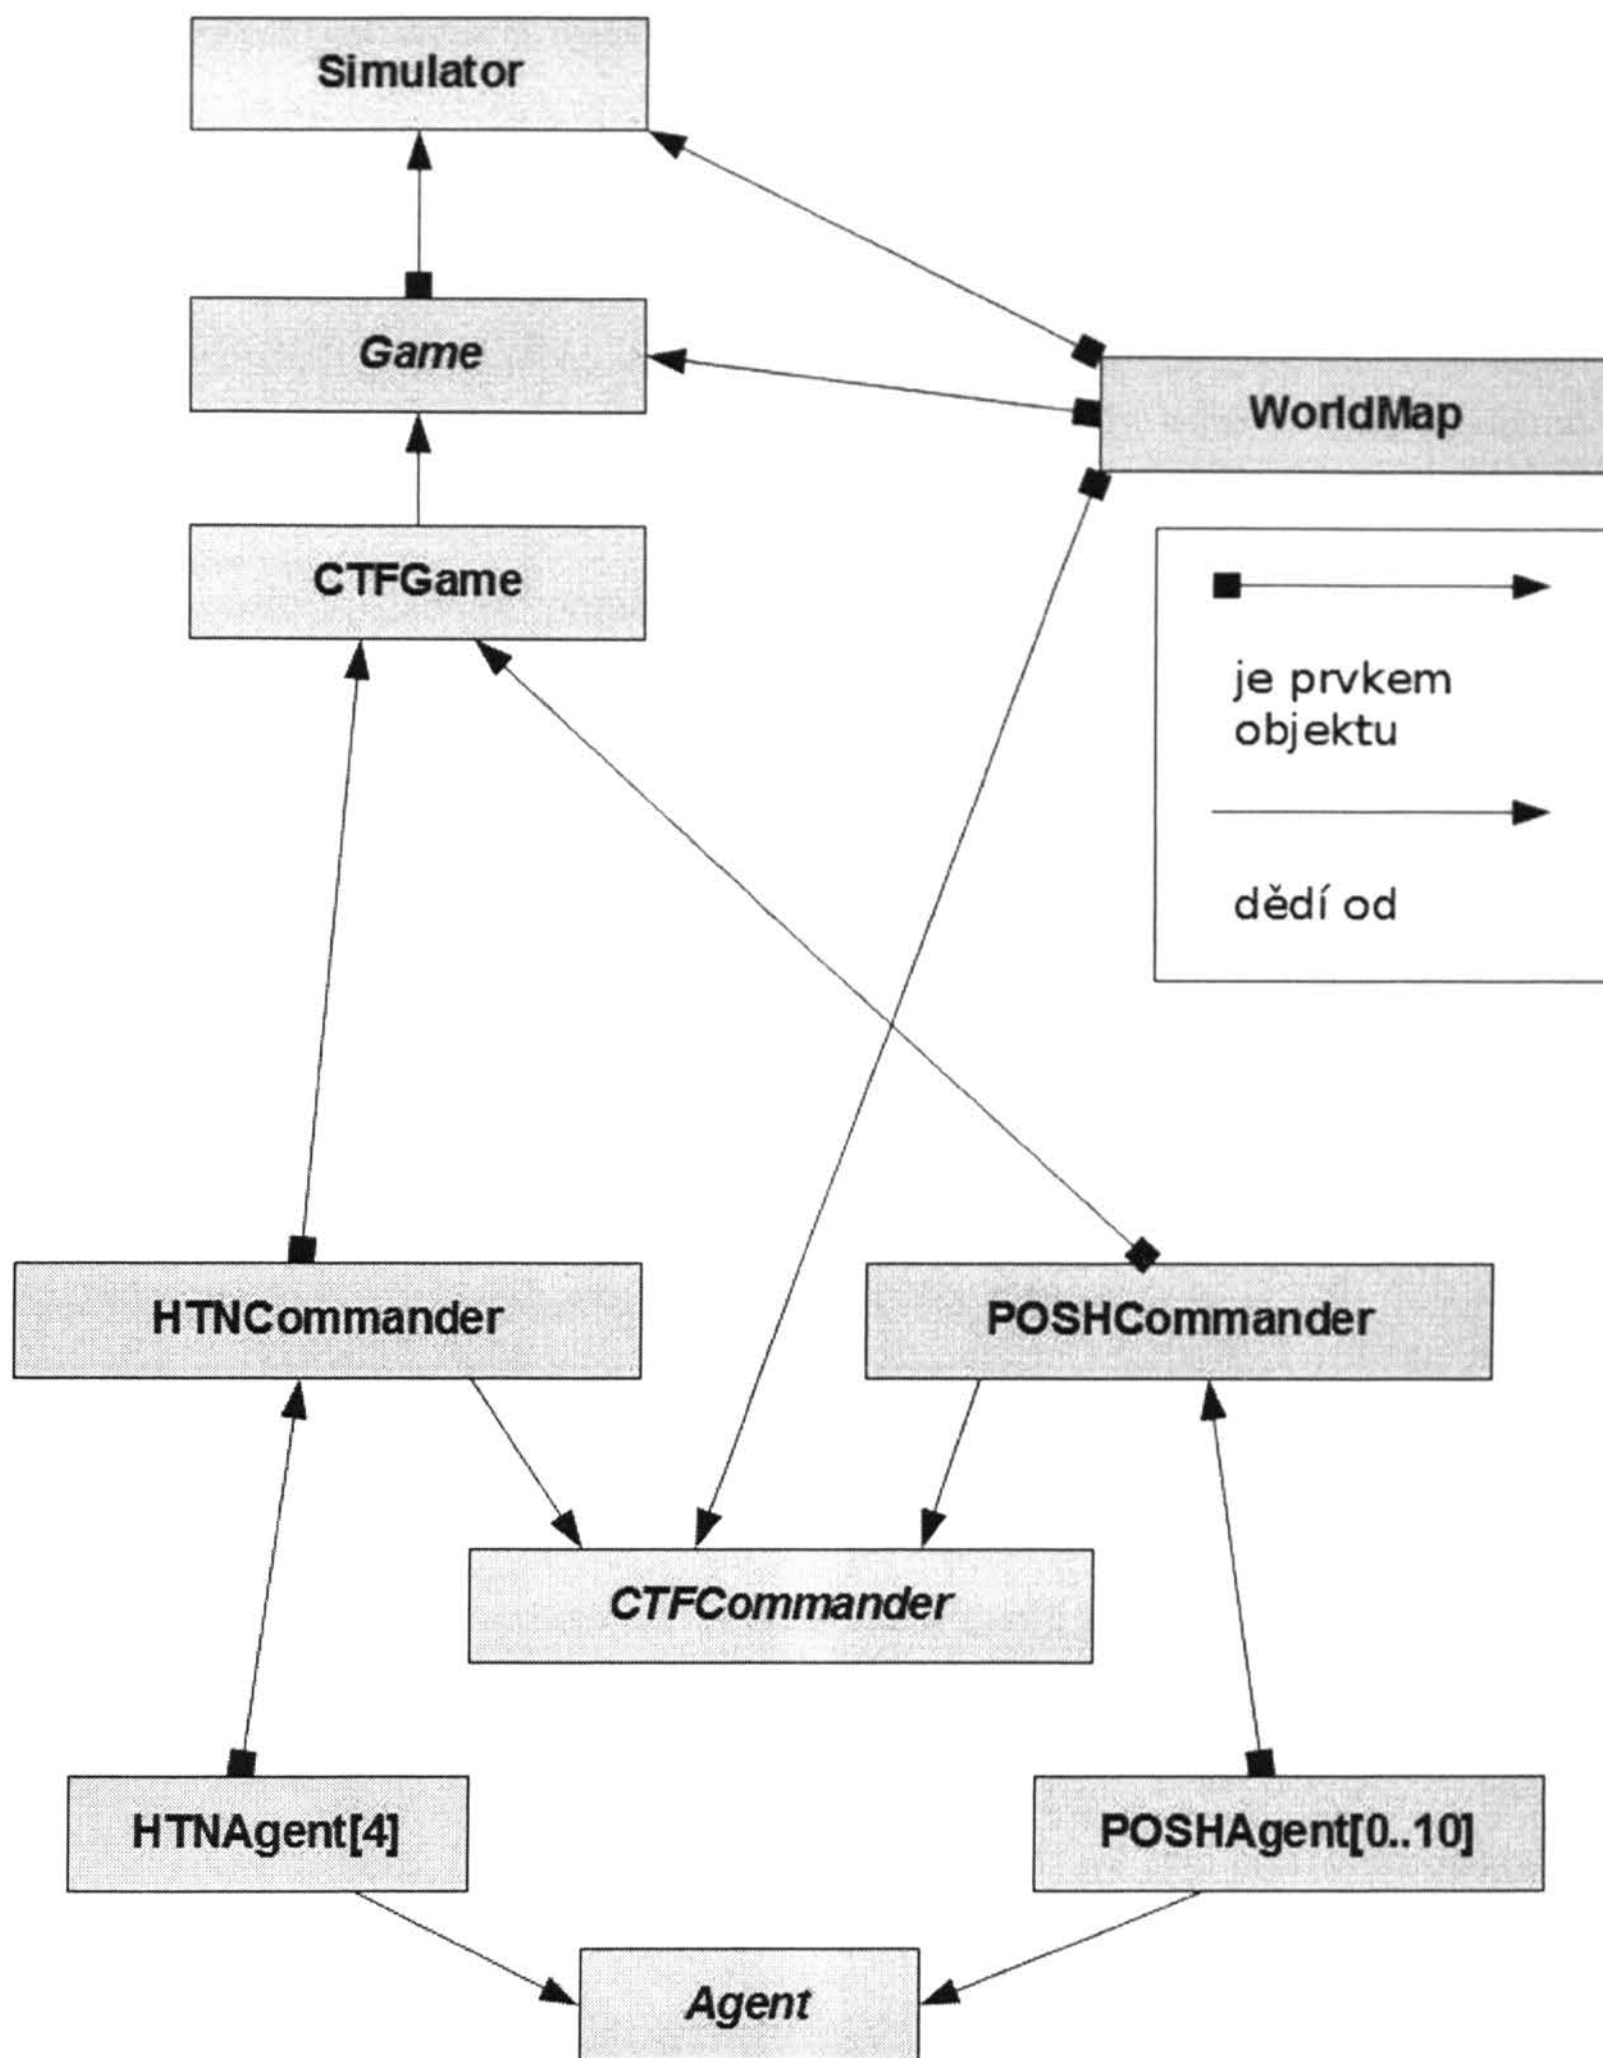 Simulator
Game
WorldMap
CTFGame
je prvkem
objektu
dědí od
HTNCommander
POSHCommander
CTFCommander
HTNAgent[4]
POSHAgent[0..10]
Agent